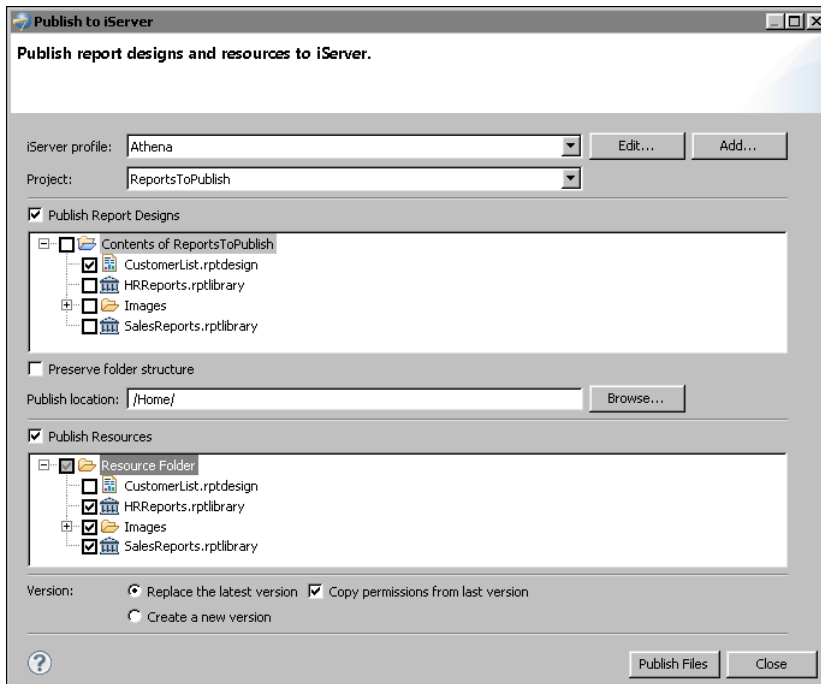 Publish to iServer
Publish report designs and resources to iServer.
iServer profile: Athena Edit... Add...
Project: ReportsToPublish
Publish Report Designs
Contents of ReportsToPublish
CustomerList.rptdesign
HRReports.rptlibrary
Images
SalesReports.rptlibrary
Preserve folder structure
Publish location: /Home/ Browse...
Publish Resources
Resource Folder
CustomerList.rptdesign
HRReports.rptlibrary
Images
SalesReports.rptlibrary
Version: Replace the latest version Copy permissions from last version
Create a new version
? Publish Files Close